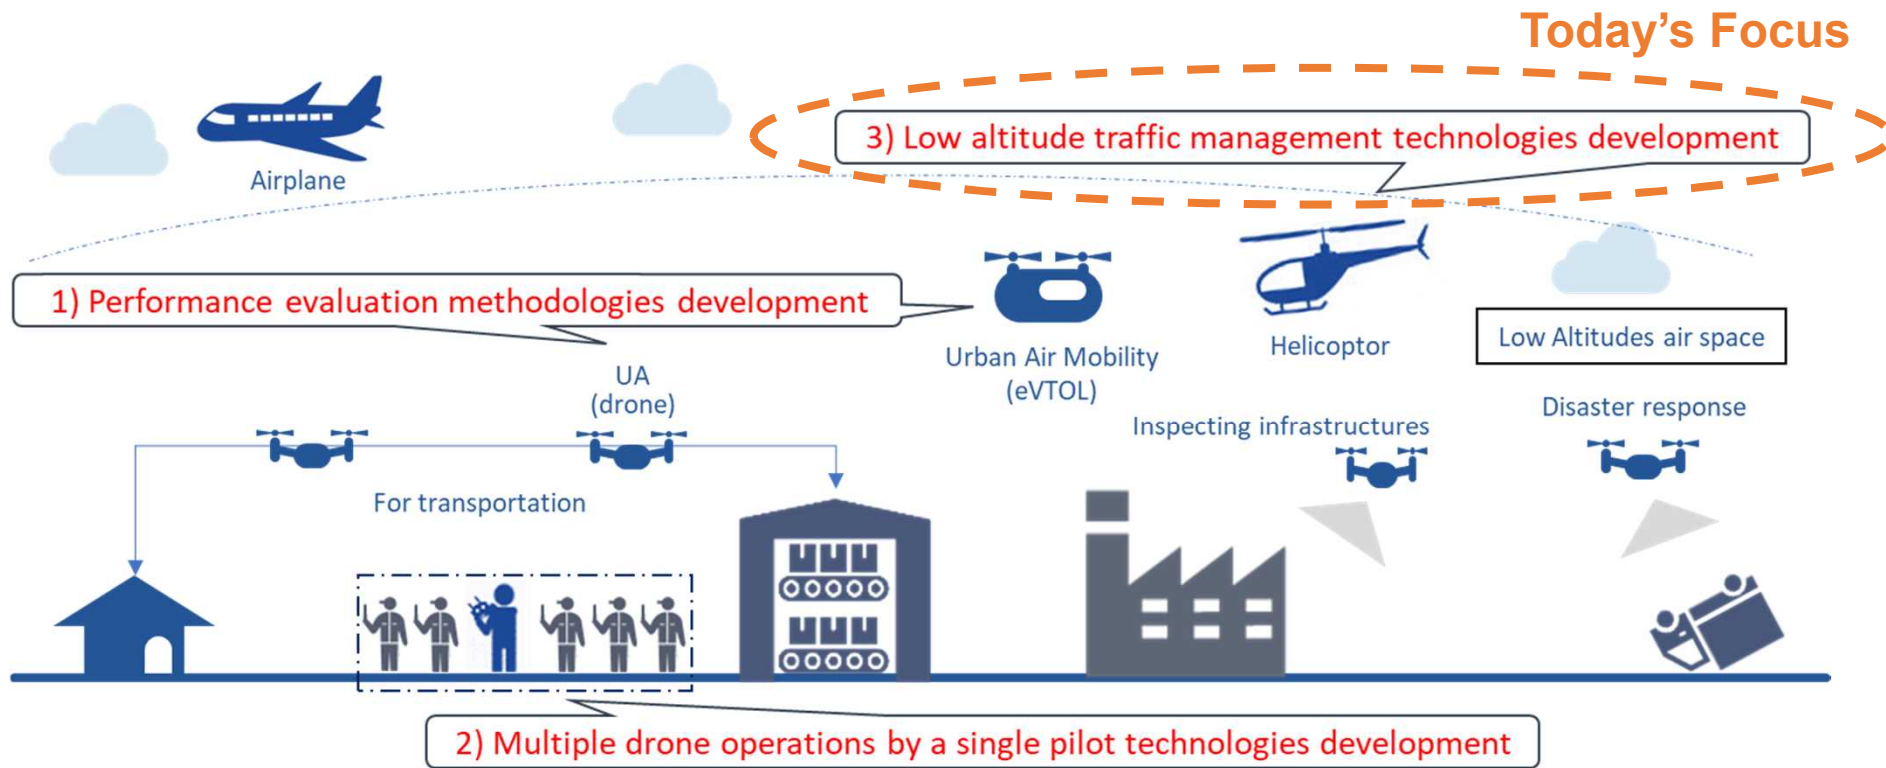 Today's Focus
3) Low altitude traffic management technologies development
Airplane
1) Performance evaluation methodologies development
Urban Air Mobility
(eVTOL)
Helicoptor
Low Altitudes air space
UA
(drone)
Inspecting infrastructures
Disaster response
For transportation
2) Multiple drone operations by a single pilot technologies development